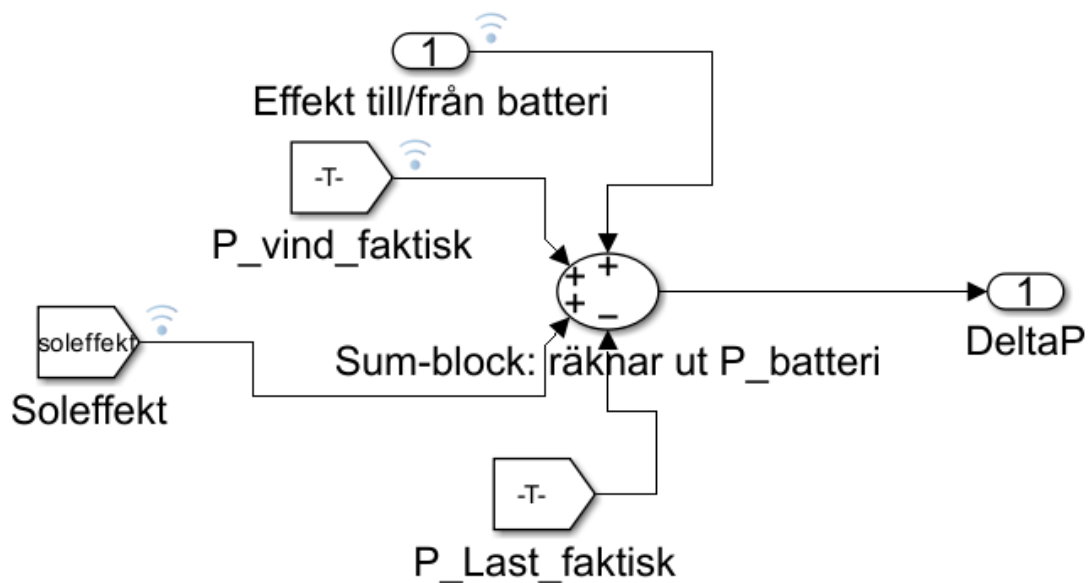 1
Effekt till/från batteri
-T-
P_vind_faktisk
+
+
+
−
soleffekt
Soleffekt
Sum-block: räknar ut P_batteri
1
DeltaP
-T-
P_Last_faktisk